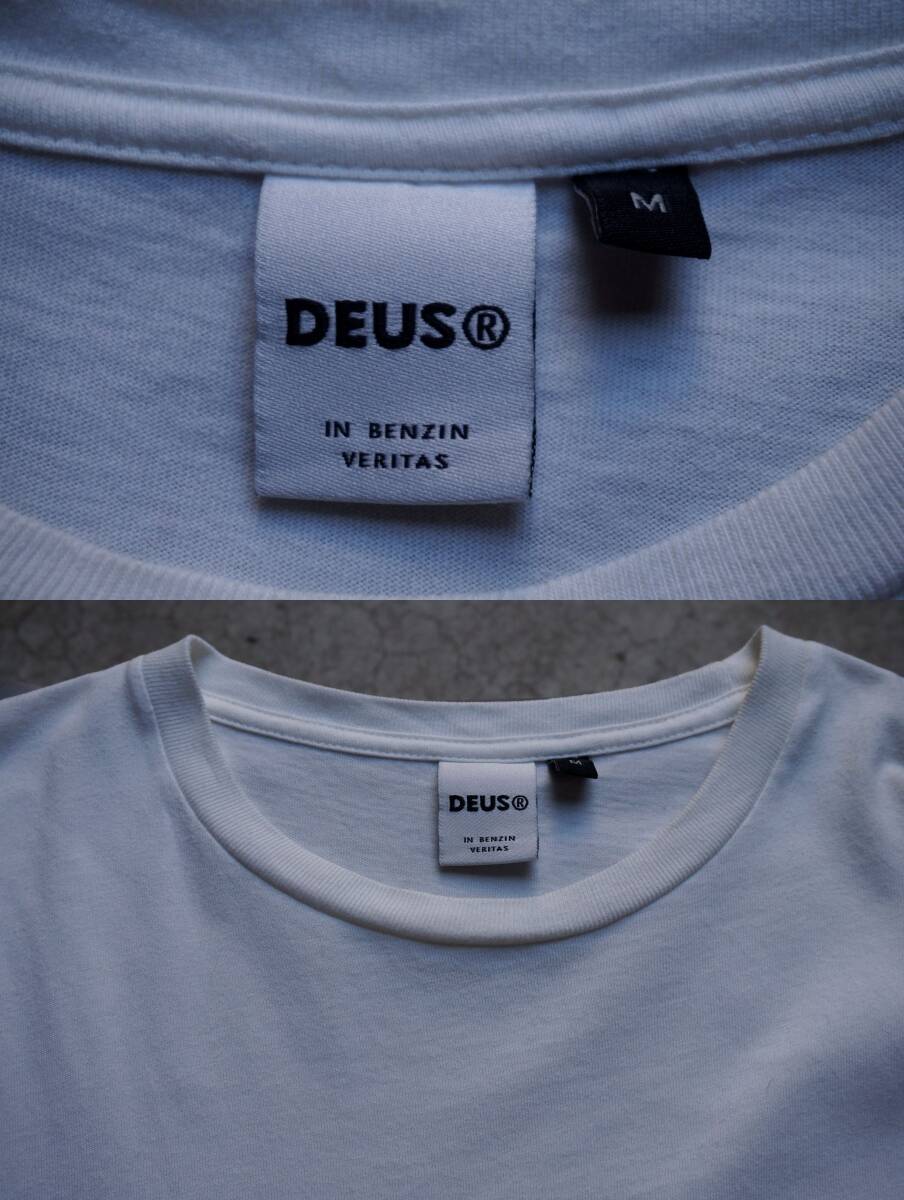 M
DEUS®
IN BENZIN
VERITAS
M
DEUS®
IN BENZIN
VERITAS